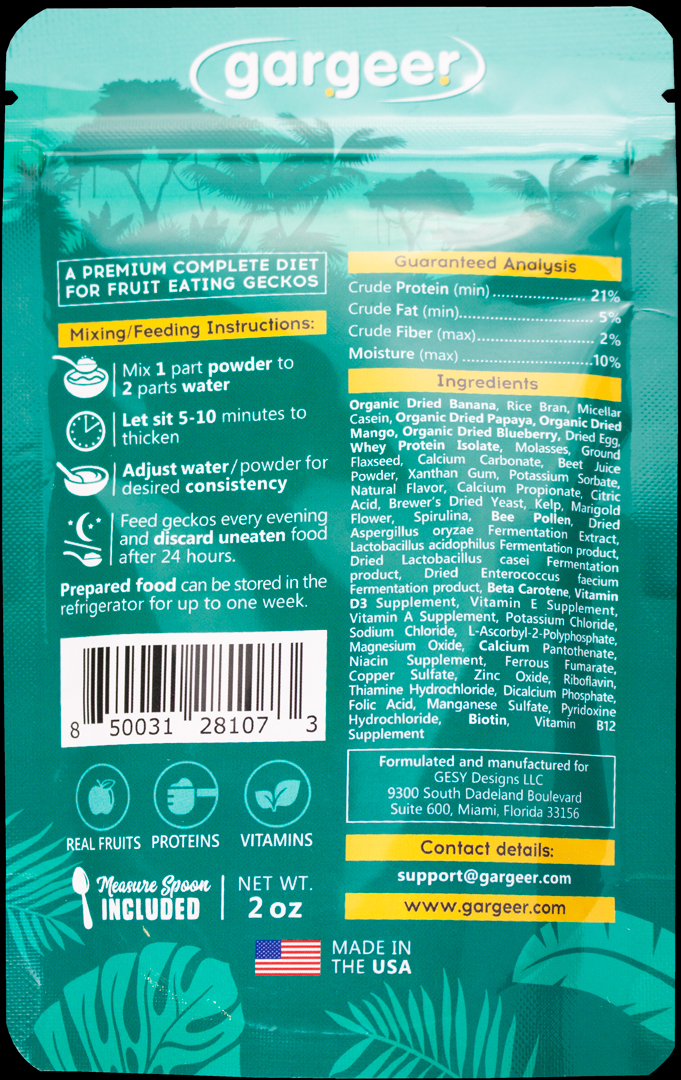 gargeer
A PREMIUM COMPLETE DIET
FOR FRUIT EATING GECKOS
Mixing/Feeding Instructions:
Mix 1 part powder to
2 parts water
Let sit 5-10 minutes to
thicken
Adjust water/powder for
desired consistency
Feed geckos every evening
and discard uneaten food
after 24 hours.
Prepared food can be stored in the
refrigerator for up to one week.
8 50031 28107 3
REAL FRUITS PROTEINS VITAMINS
Measure Spoon
INCLUDED
NET WT.
2 oz
Guaranteed Analysis
Crude Protein (min) 21%
Crude Fat (min) 5%
Crude Fiber (max) 2%
Moisture (max) 10%
Ingredients
Organic Dried Banana, Rice Bran, Micellar
Casein, Organic Dried Papaya, Organic Dried
Mango, Organic Dried Blueberry, Dried Egg,
Whey Protein Isolate, Molasses, Ground
Flaxseed, Calcium Carbonate, Beet Juice
Powder, Xanthan Gum, Potassium Sorbate,
Natural Flavor, Calcium Propionate, Citric
Acid, Brewer's Dried Yeast, Kelp, Marigold
Flower, Spirulina, Bee Pollen, Dried
Aspergillus oryzae Fermentation Extract,
Lactobacillus acidophilus Fermentation product,
Dried Lactobacillus casei Fermentation
product, Dried Enterococcus faecium
Fermentation product, Beta Carotene, Vitamin
D3 Supplement, Vitamin E Supplement,
Vitamin A Supplement, Potassium Chloride,
Sodium Chloride, L-Ascorbyl-2-Polyphosphate,
Magnesium Oxide, Calcium Pantothenate,
Niacin Supplement, Ferrous Fumarate,
Copper Sulfate, Zinc Oxide, Riboflavin,
Thiamine Hydrochloride, Dicalcium Phosphate,
Folic Acid, Manganese Sulfate, Pyridoxine
Hydrochloride, Biotin, Vitamin B12
Supplement
Formulated and manufactured for
GESY Designs LLC
9300 South Dadeland Boulevard
Suite 600, Miami, Florida 33156
Contact details:
support@gargeer.com
www.gargeer.com
MADE IN
THE USA